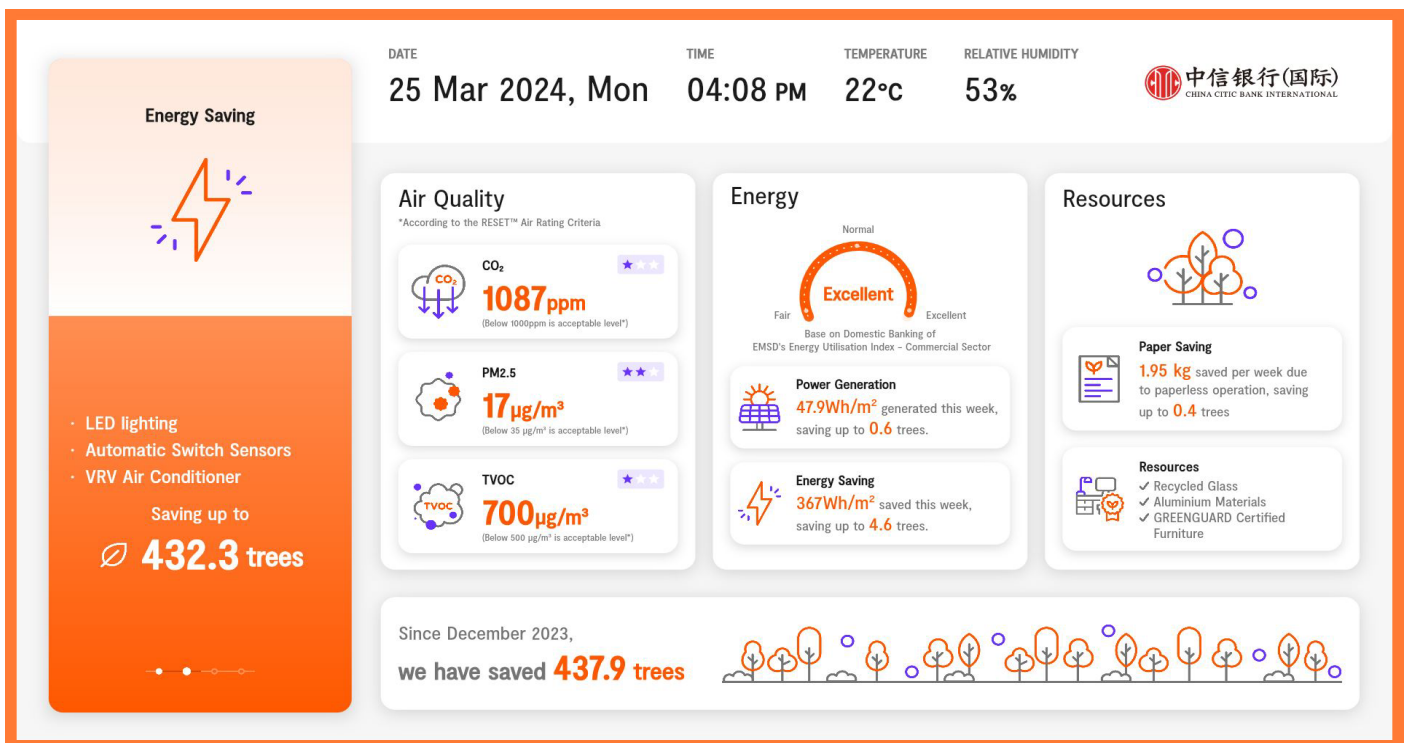 DATE
25 Mar 2024, Mon
TIME
04:08 PM
TEMPERATURE
22°C
RELATIVE HUMIDITY
53%
中信银行(国际)
CHINA CITIC BANK INTERNATIONAL
Energy Saving
· LED lighting
· Automatic Switch Sensors
· VRV Air Conditioner
Saving up to
432.3 trees
Air Quality
*According to the RESET™ Air Rating Criteria
CO₂
CO₂
1087ppm
(Below 1000ppm is acceptable level*)
PM2.5
17µg/m³
(Below 35 µg/m³ is acceptable level*)
TVOC
TVOC
700µg/m³
(Below 500 µg/m³ is acceptable level*)
Energy
Normal
Excellent
Fair
Excellent
Base on Domestic Banking of
EMSD's Energy Utilisation Index – Commercial Sector
Power Generation
47.9Wh/m² generated this week,
saving up to 0.6 trees.
Energy Saving
367Wh/m² saved this week,
saving up to 4.6 trees.
Resources
Paper Saving
1.95 kg saved per week due
to paperless operation, saving
up to 0.4 trees
Resources
✓ Recycled Glass
✓ Aluminium Materials
✓ GREENGUARD Certified
Furniture
Since December 2023,
we have saved 437.9 trees